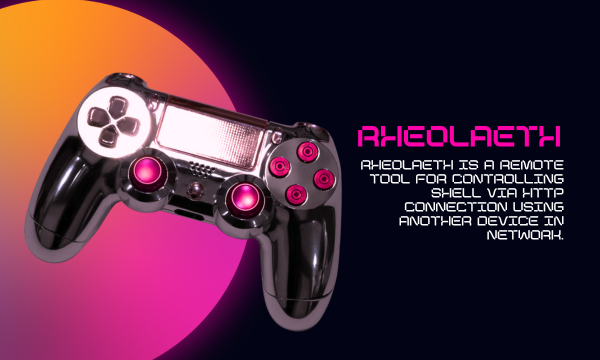 RHEOLAETH
RHEOLAETH IS A REMOTE
TOOL FOR CONTROLLING
SHELL VIA HTTP
CONNECTION USING
ANOTHER DEVICE IN
NETWORK.